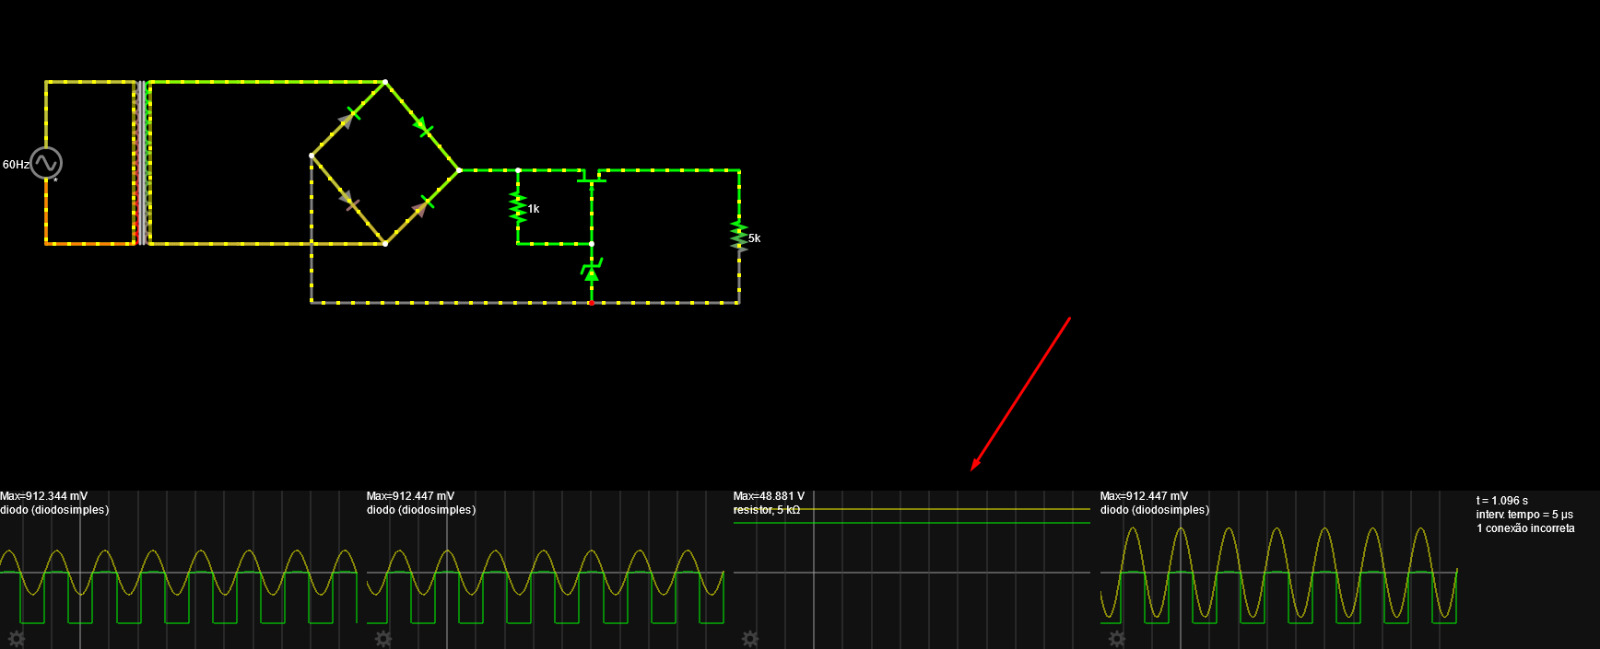 60Hz
1k
5k
Max=912.344 mV
diodo (diodosimples)
Max=912.447 mV
diodo (diodosimples)
Max=48.881 V
resistor, 5 kΩ
Max=912.447 mV
diodo (diodosimples)
t = 1.096 s
interv. tempo = 5 µs
1 conexão incorreta